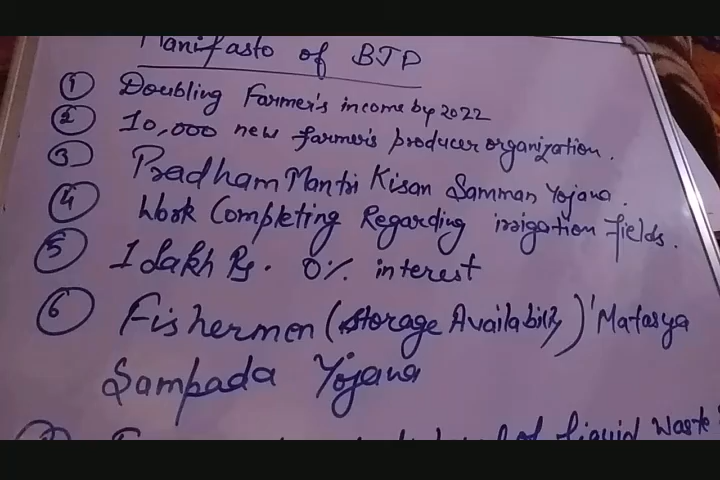 Manifasto of BJP
① Doubling Farmer's income by 2022
② 10,000 new farmer's producer organization.
③ Pradham Mantri Kisan Samman Yojana.
④ Work Completing Regarding irrigation fields.
⑤ 1 Lakh Rs. 0% interest
⑥ Fishermen (Storage Availability) 'Matasya
Sampada Yojana
of liquid Waste